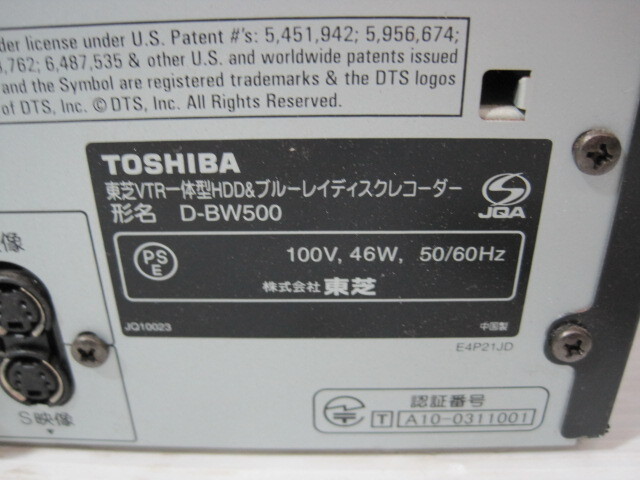 der license under U.S. Patent #'s: 5,451,942; 5,956,674;
,762; 6,487,535 & other U.S. and worldwide patents issued
and the Symbol are registered trademarks & the DTS logos
of DTS, Inc. © DTS, Inc. All Rights Reserved.
TOSHIBA
東芝VTR一体型HDD&ブルーレイディスクレコーダー
形名 D-BW500
JQA
PS
E
100V, 46W, 50/60Hz
株式会社 東芝
JQ10023
中国製
E4P21JD
映像
S映像
認証番号
T A10-0311001